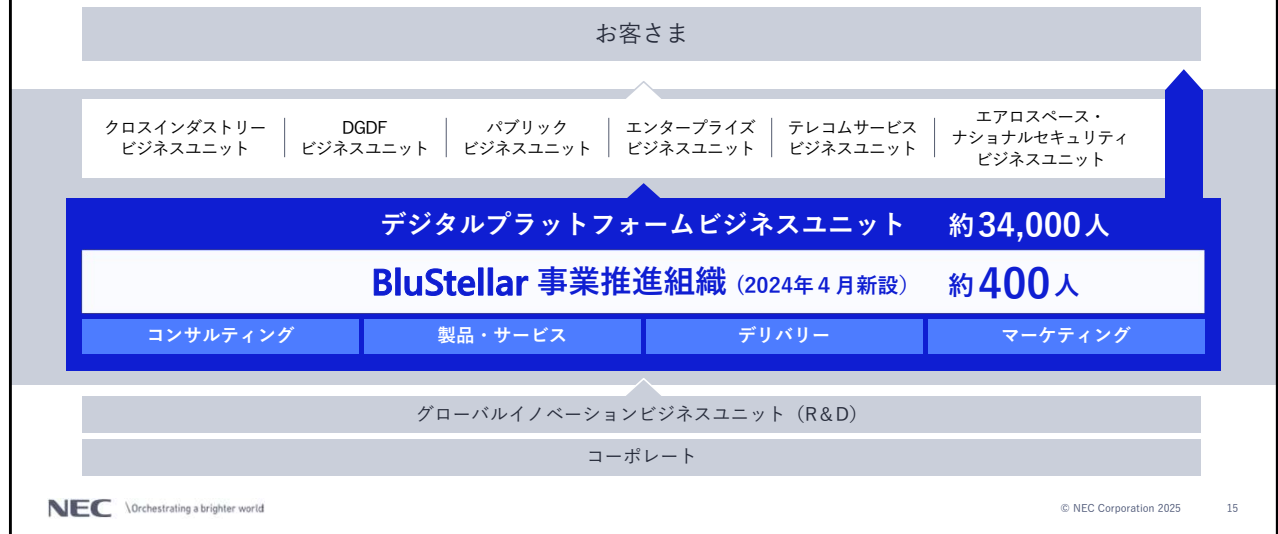 お客さま
クロスインダストリー
ビジネスユニット
DGDF
ビジネスユニット
パブリック
ビジネスユニット
エンタープライズ
ビジネスユニット
テレコムサービス
ビジネスユニット
エアロスペース・
ナショナルセキュリティ
ビジネスユニット
デジタルプラットフォームビジネスユニット 約34,000人
BluStellar 事業推進組織（2024年４月新設） 約400人
コンサルティング
製品・サービス
デリバリー
マーケティング
グローバルイノベーションビジネスユニット（R&D）
コーポレート
NEC \Orchestrating a brighter world
© NEC Corporation 2025 15